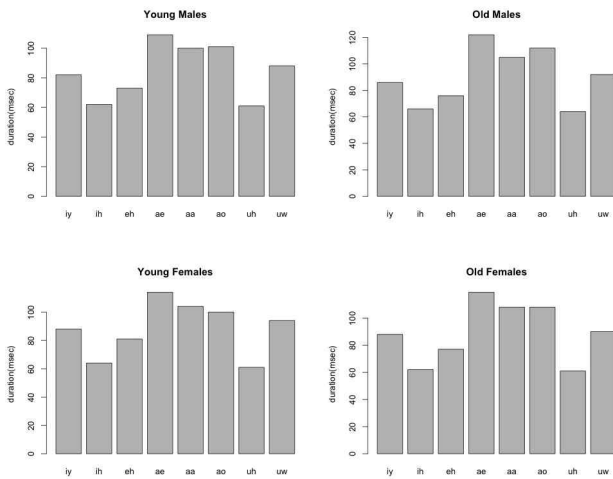 Young Males
duration(msec)
0 20 40 60 80 100
iy ih eh ae aa ao uh uw
Old Males
duration(msec)
0 20 40 60 80 100 120
iy ih eh ae aa ao uh uw
Young Females
duration(msec)
0 20 40 60 80 100
iy ih eh ae aa ao uh uw
Old Females
duration(msec)
0 20 40 60 80 100
iy ih eh ae aa ao uh uw